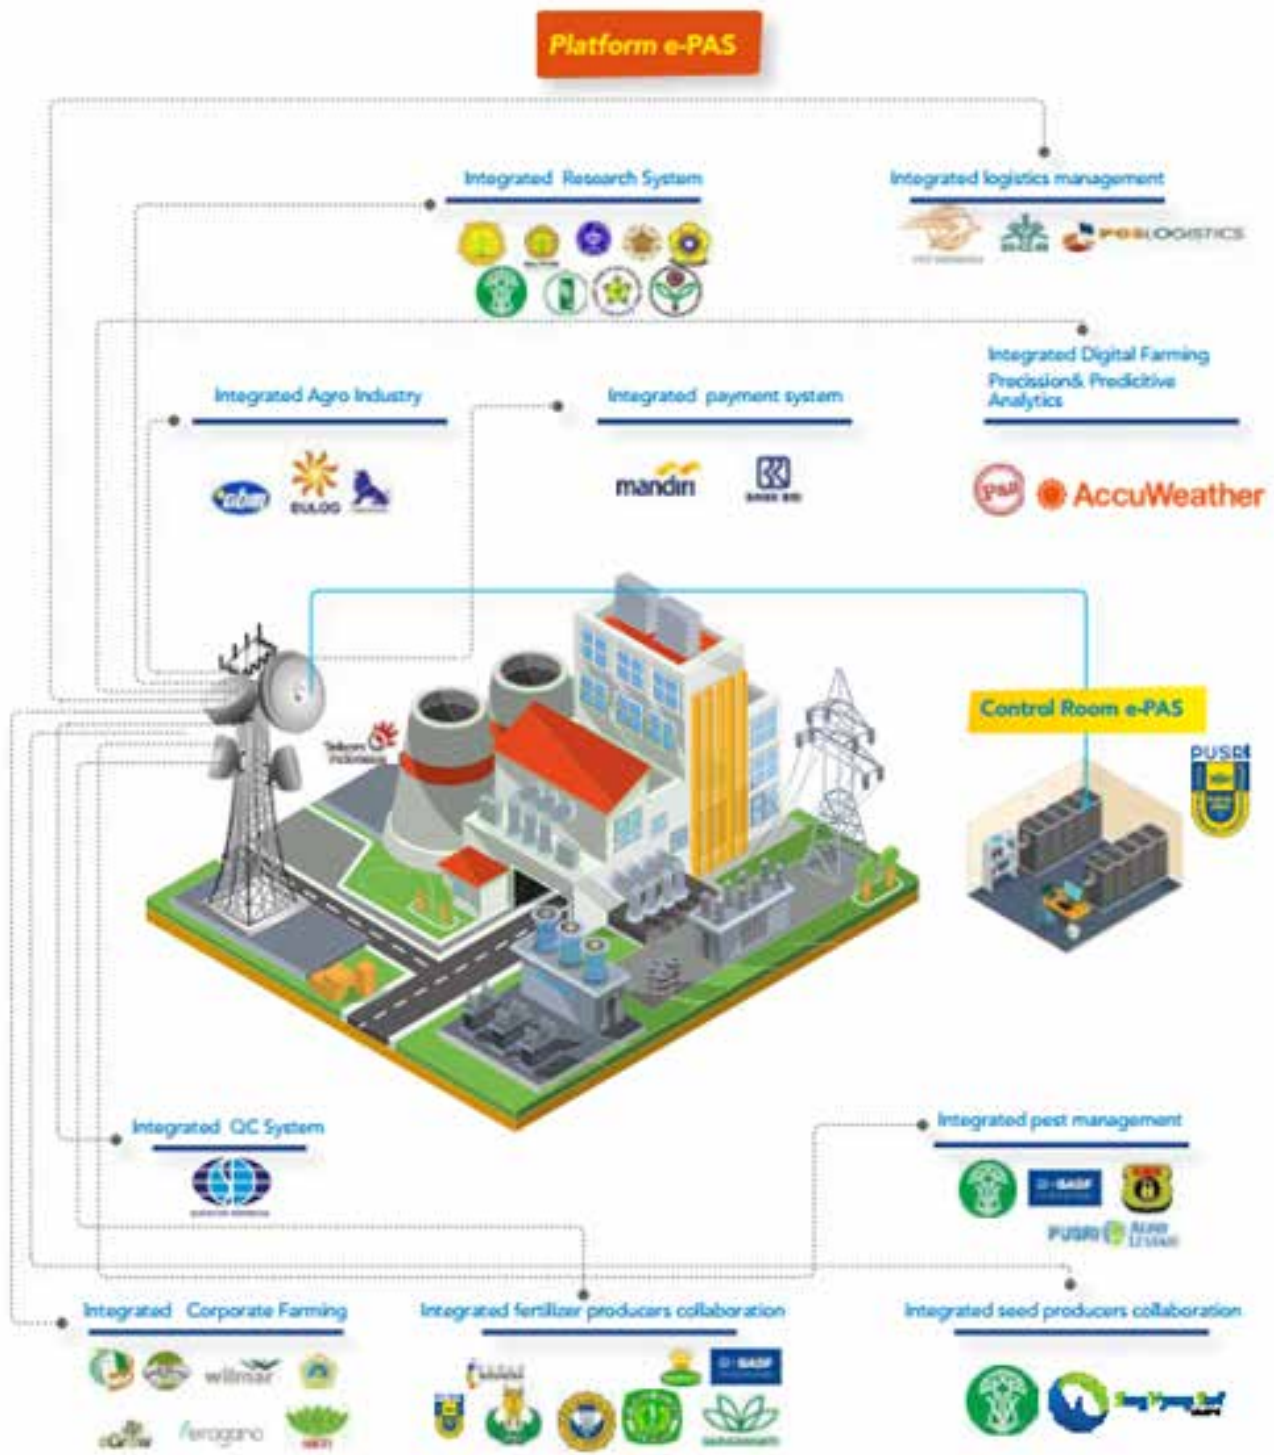 Platform e-PAS
Integrated Research System
Integrated logistics management
POSLOGISTICS
Integrated Digital Farming
Precission& Predicitive
Analytics
Integrated Agro Industry
Integrated payment system
BULOG
mandiri
BANK BRI
AccuWeather
Control Room e-PAS
PUSRI
Telkom
Indonesia
Integrated QC System
Integrated pest management
BASF
PUSRI
Integrated Corporate Farming
Integrated fertilizer producers collaboration
Integrated seed producers collaboration
wilmar
BASF